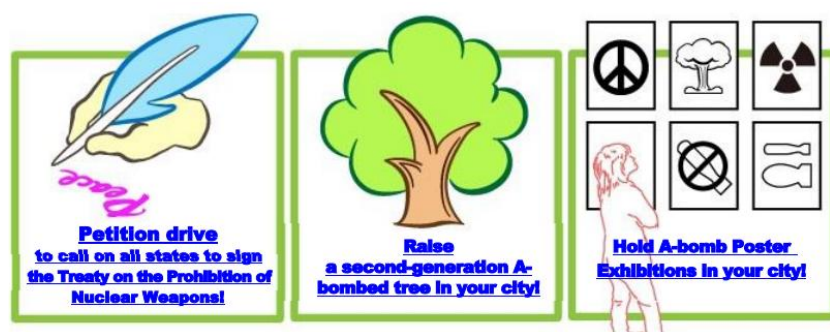 Peace
Petition drive
to call on all states to sign
the Treaty on the Prohibition of
Nuclear Weapons!
Raise
a second-generation A-
bombed tree in your city!
Hold A-bomb Poster
Exhibitions in your city!